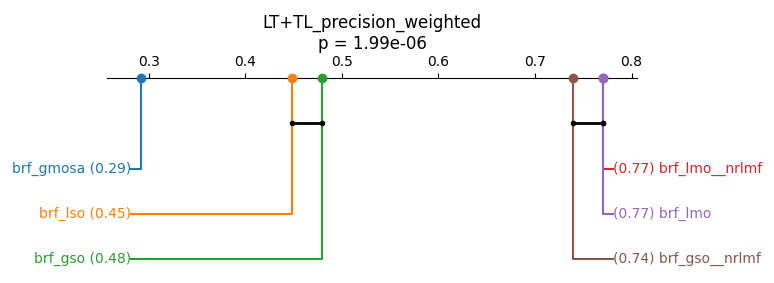 LT+TL_precision_weighted
p = 1.99e-06
0.3 0.4 0.5 0.6 0.7 0.8
brf_gmosa (0.29) (0.77) brf_lmo__nrlmf
brf_lso (0.45) (0.77) brf_lmo
brf_gso (0.48) (0.74) brf_gso__nrlmf